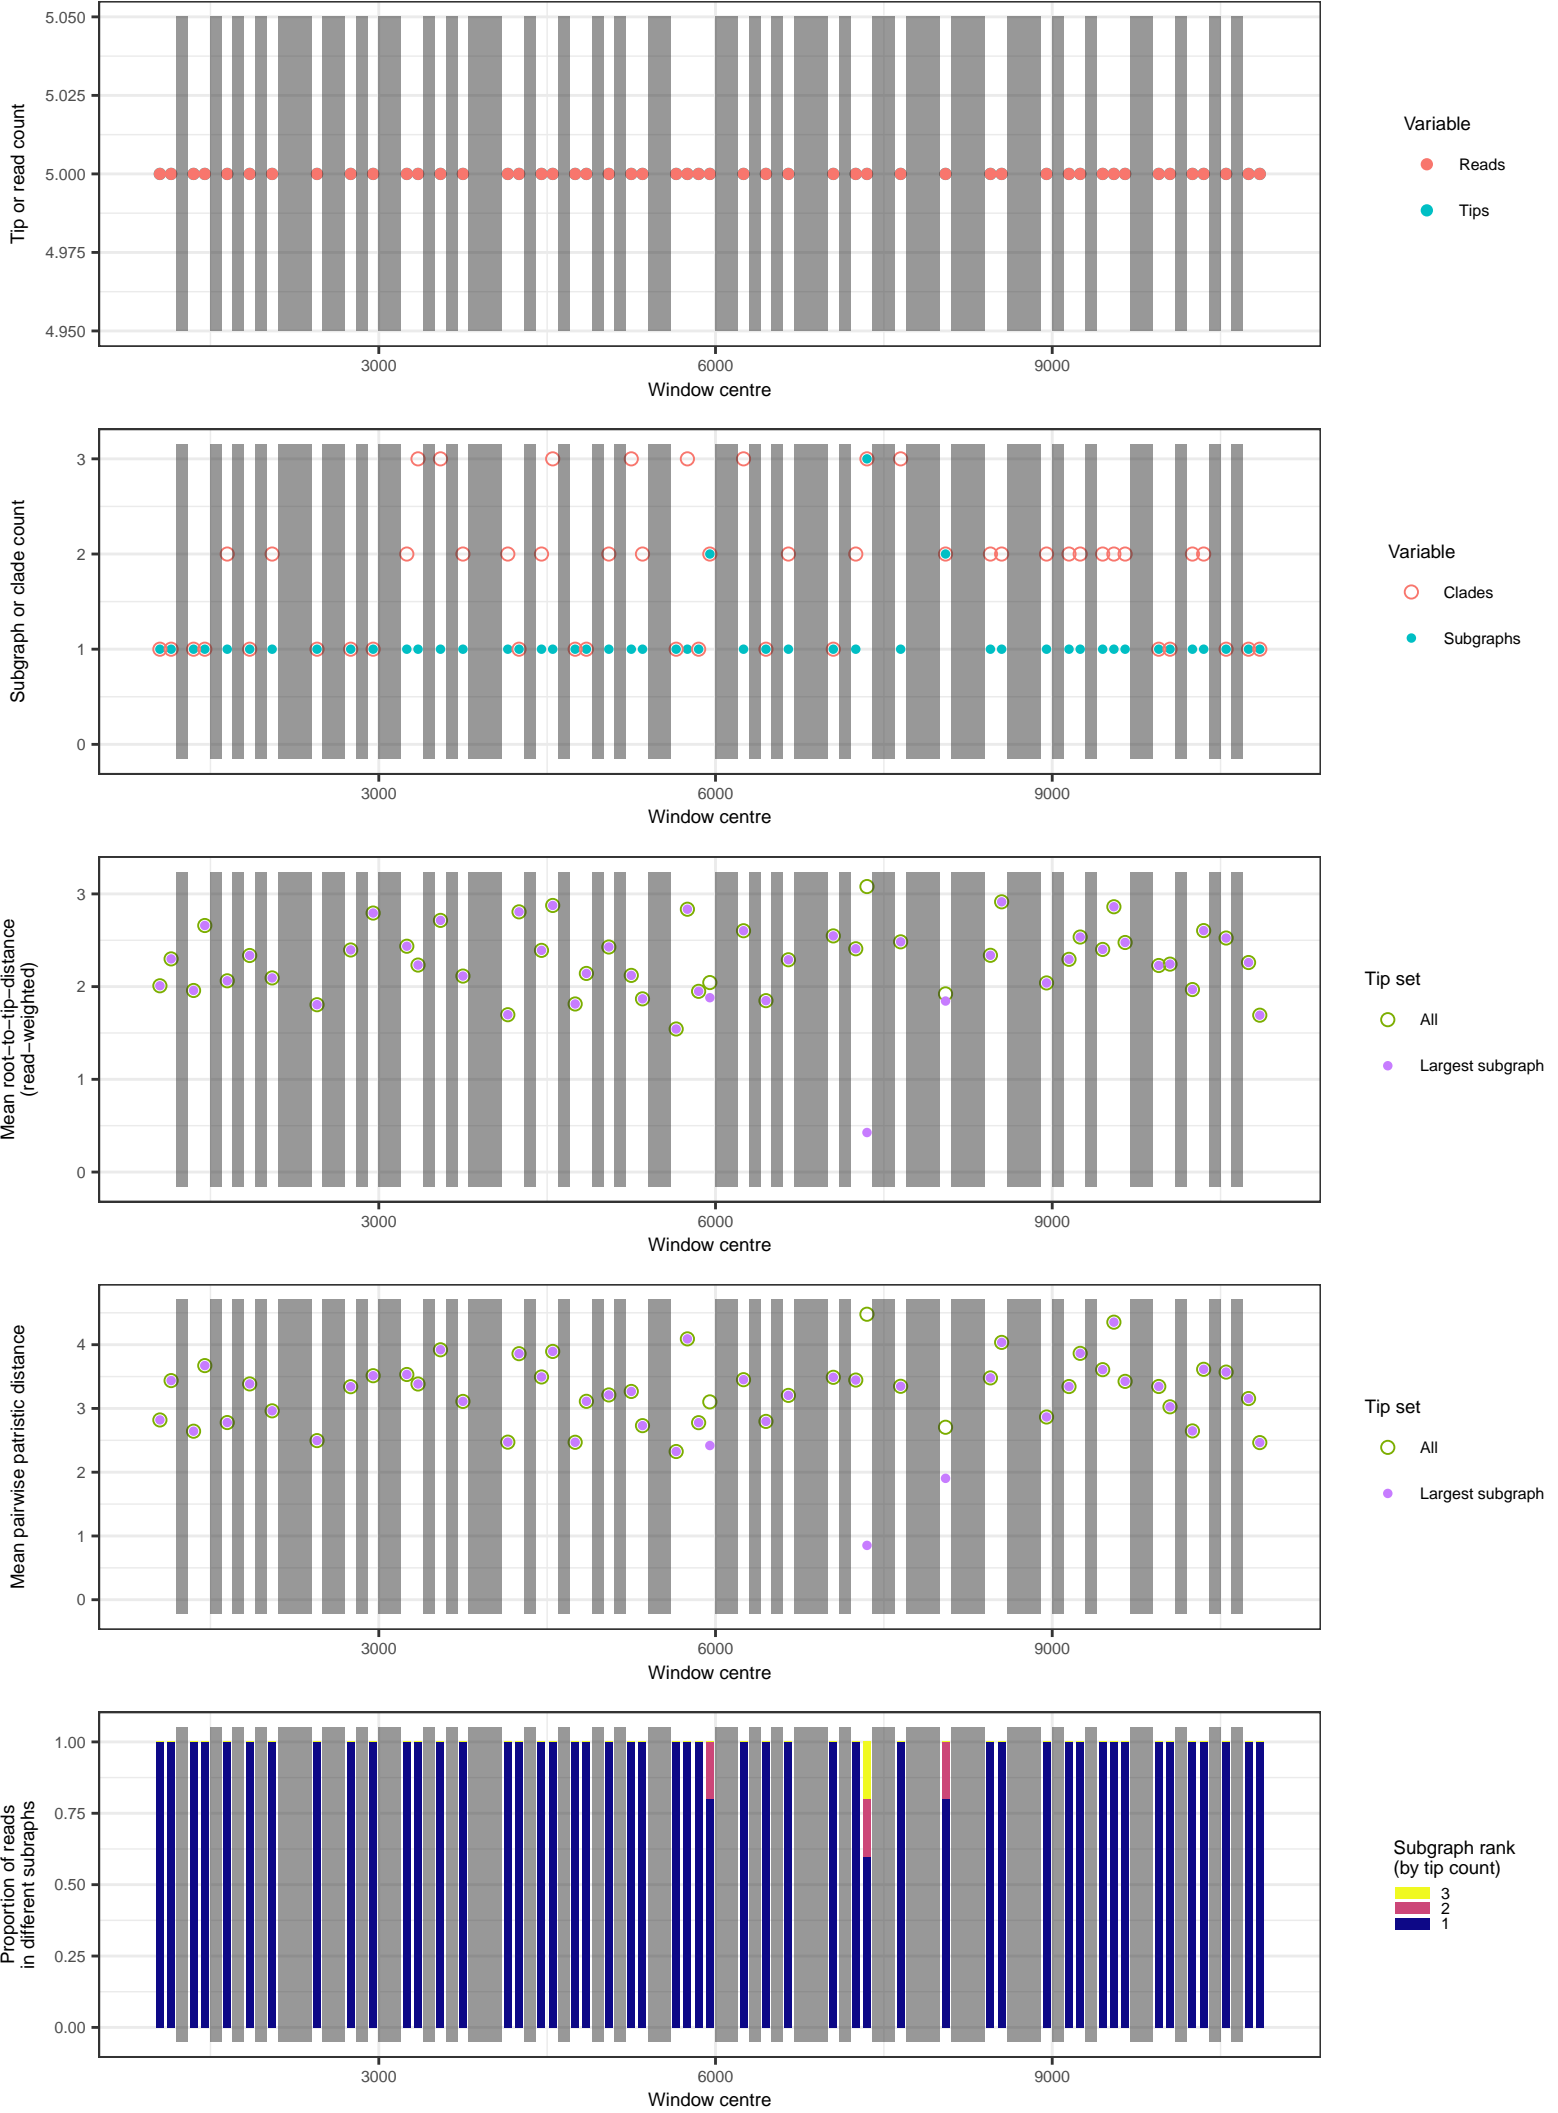 5.050
5.025
5.000
4.975
4.950
Tip or read count
3000
6000
9000
Window centre
Variable
Reads
Tips
3
2
1
0
Subgraph or clade count
3000
6000
9000
Window centre
Variable
Clades
Subgraphs
3
2
1
0
Mean root−to−tip−distance
(read−weighted)
3000
6000
9000
Window centre
Tip set
All
Largest subgraph
4
3
2
1
0
Mean pairwise patristic distance
3000
6000
9000
Window centre
Tip set
All
Largest subgraph
1.00
0.75
0.50
0.25
0.00
Proportion of reads
in different subraphs
3000
6000
9000
Window centre
Subgraph rank
(by tip count)
3
2
1